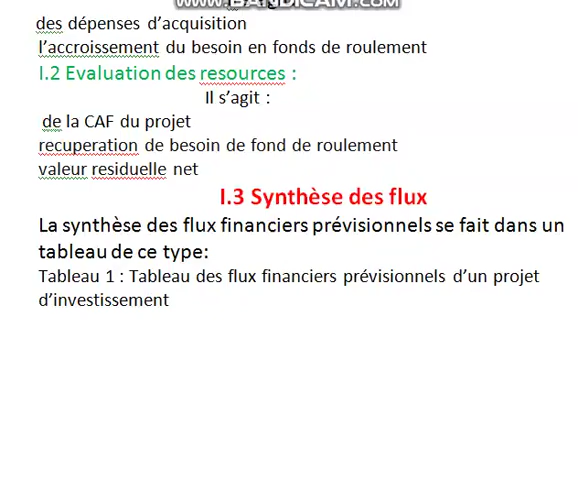 WWW.BANDICAM.COM
des dépenses d'acquisition
l'accroissement du besoin en fonds de roulement
I.2 Evaluation des resources :
Il s'agit :
de la CAF du projet
recuperation de besoin de fond de roulement
valeur residuelle net
I.3 Synthèse des flux
La synthèse des flux financiers prévisionnels se fait dans un
tableau de ce type:
Tableau 1 : Tableau des flux financiers prévisionnels d'un projet
d'investissement